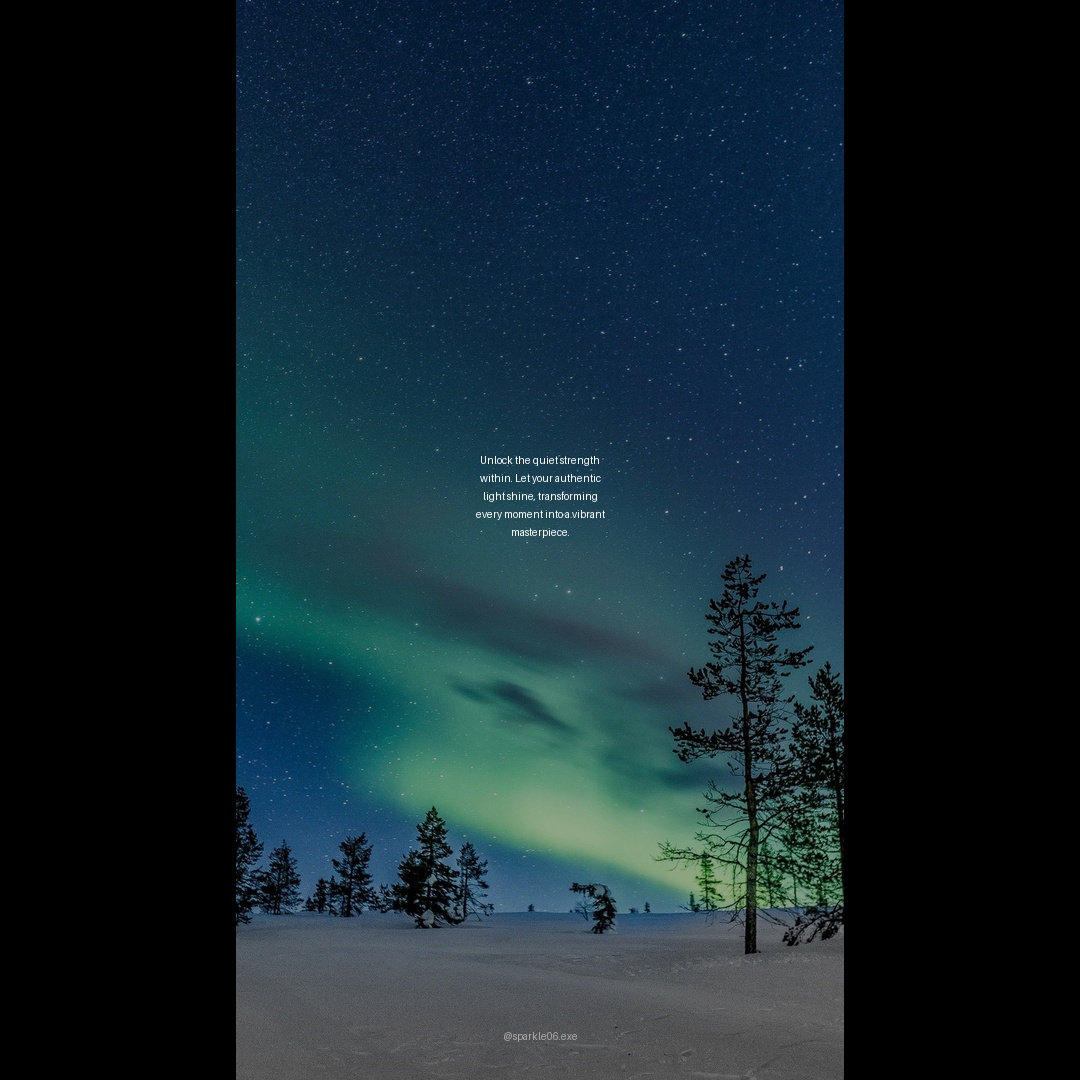 Unlock the quiet strength
within. Let your authentic
light shine, transforming
every moment into a vibrant
masterpiece.
@sparkle06.exe